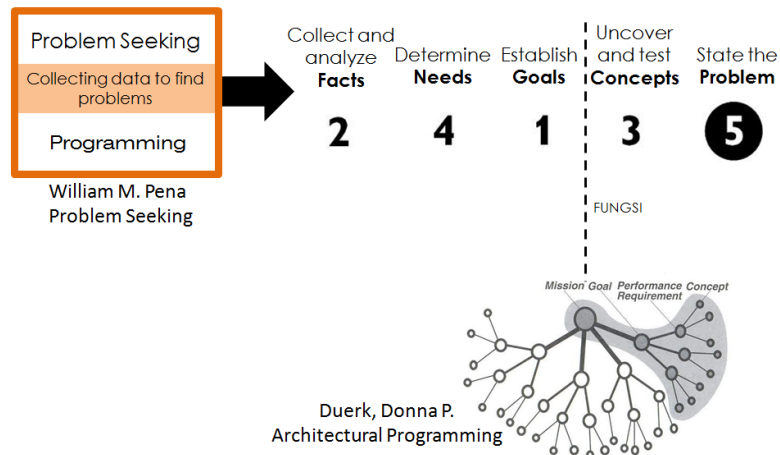 Problem Seeking
Collecting data to find
problems
Programming
William M. Pena
Problem Seeking
Collect and
analyze
Facts
2
Determine
Needs
4
Establish
Goals
1
Uncover
and test
Concepts
3
State the
Problem
5
FUNGSI
Mission Goal Performance Concept
Requirement
Duerk, Donna P.
Architectural Programming